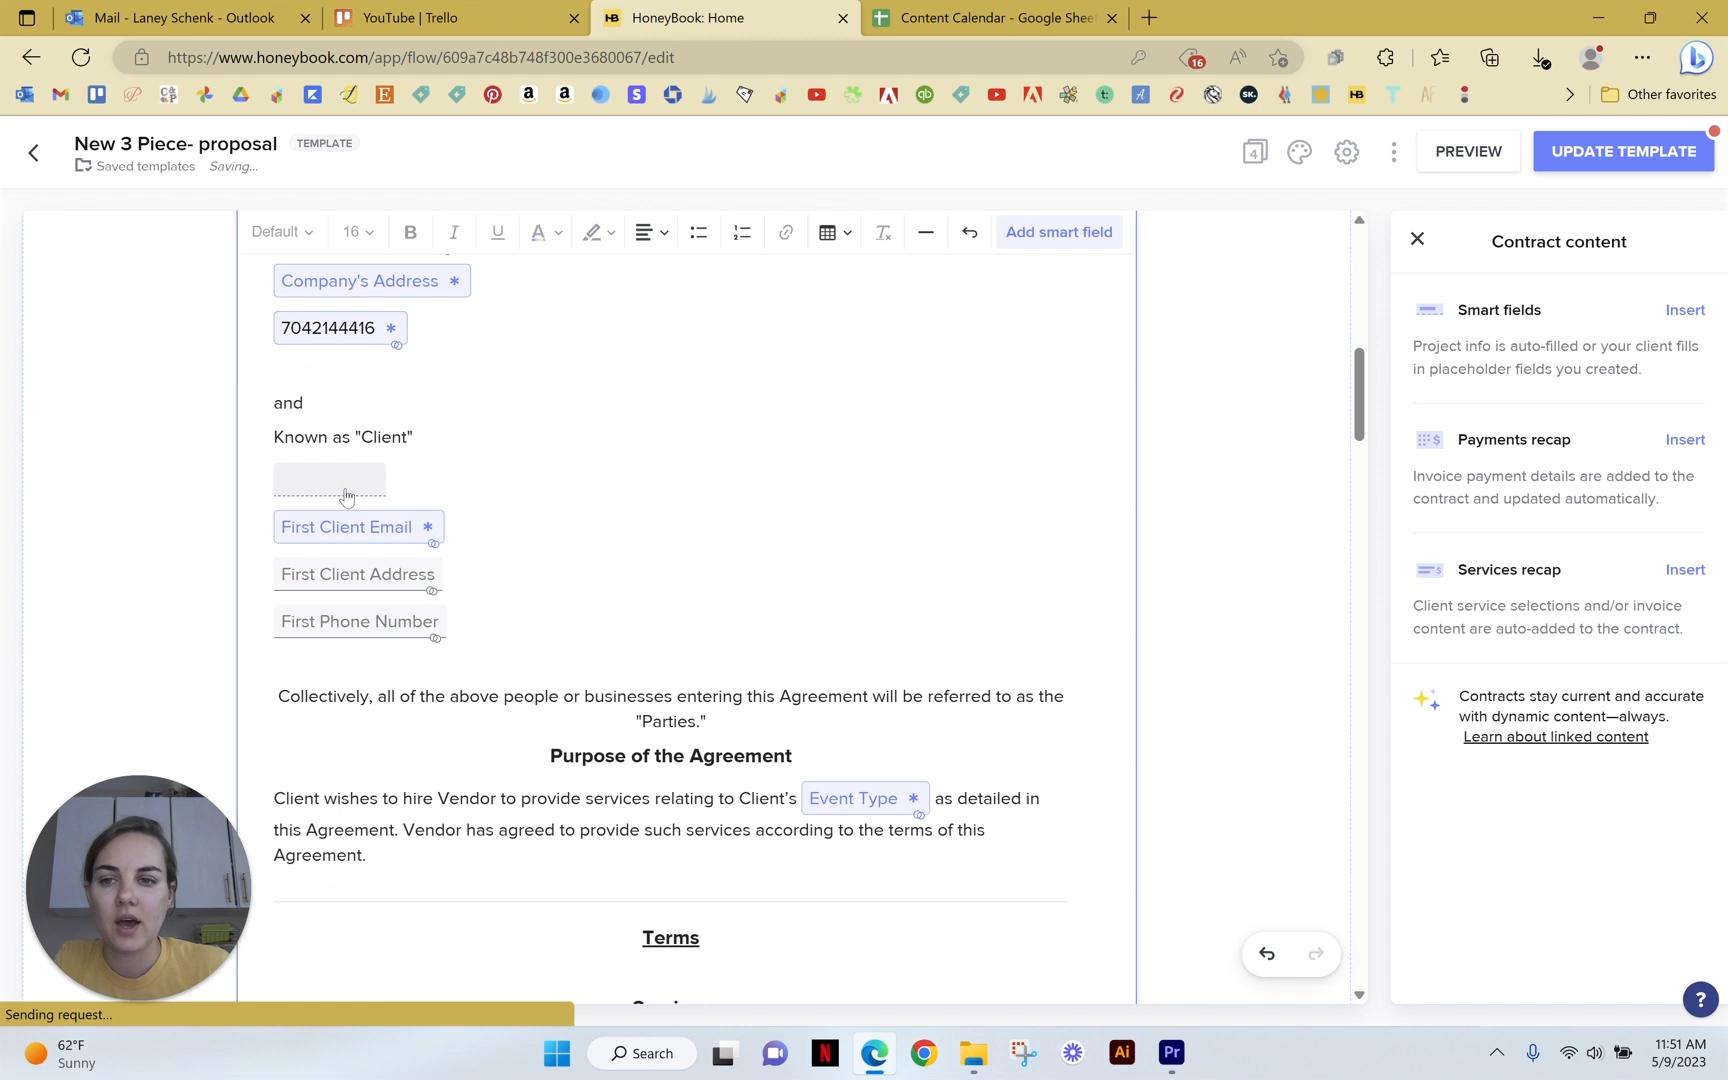 Mail - Laney Schenk - Outlook
YouTube | Trello
HoneyBook: Home
Content Calendar - Google Shee
https://www.honeybook.com/app/flow/609a7c48b748f300e3680067/edit
16
Other favorites
New 3 Piece- proposal TEMPLATE
Saved templates Saving...
4
PREVIEW
UPDATE TEMPLATE
Default 16 B I U A Add smart field
Company's Address *
7042144416 *
and
Known as "Client"
First Client Email *
First Client Address
First Phone Number
Collectively, all of the above people or businesses entering this Agreement will be referred to as the
"Parties."
Purpose of the Agreement
Client wishes to hire Vendor to provide services relating to Client's Event Type * as detailed in
this Agreement. Vendor has agreed to provide such services according to the terms of this
Agreement.
Terms
Contract content
Smart fields Insert
Project info is auto-filled or your client fills
in placeholder fields you created.
Payments recap Insert
Invoice payment details are added to the
contract and updated automatically.
Services recap Insert
Client service selections and/or invoice
content are auto-added to the contract.
Contracts stay current and accurate
with dynamic content—always.
Learn about linked content
?
Sending request...
62°F
Sunny
Search
Ai
Pr
11:51 AM
5/9/2023